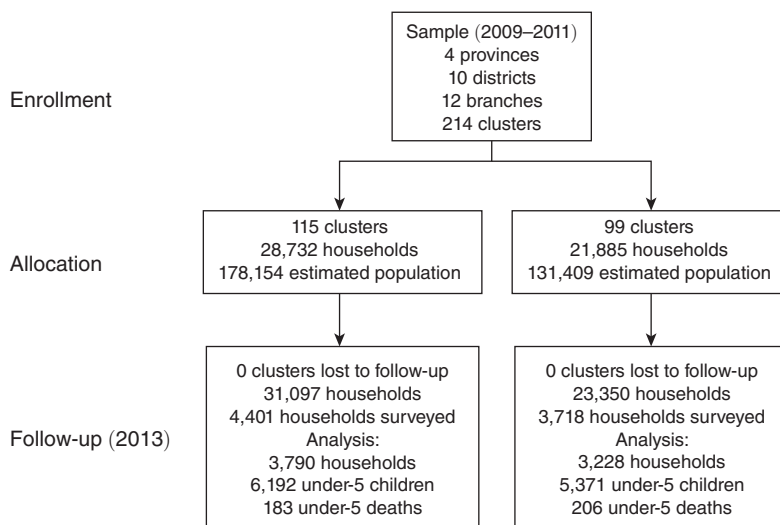 Enrollment
Sample (2009–2011)
4 provinces
10 districts
12 branches
214 clusters
Allocation
115 clusters
28,732 households
178,154 estimated population
99 clusters
21,885 households
131,409 estimated population
Follow-up (2013)
0 clusters lost to follow-up
31,097 households
4,401 households surveyed
Analysis:
3,790 households
6,192 under-5 children
183 under-5 deaths
0 clusters lost to follow-up
23,350 households
3,718 households surveyed
Analysis:
3,228 households
5,371 under-5 children
206 under-5 deaths